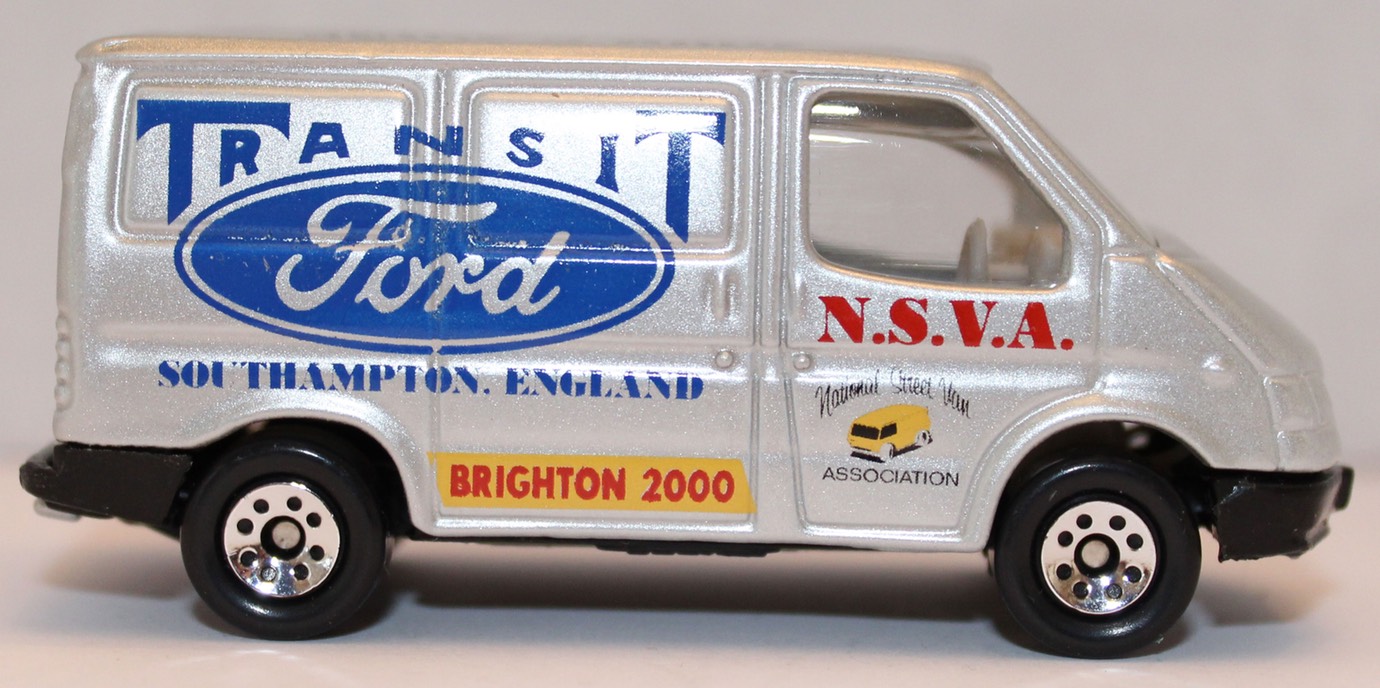 TRANSIT
Ford
SOUTHAMPTON. ENGLAND
BRIGHTON 2000
N.S.V.A.
National Street Van
ASSOCIATION